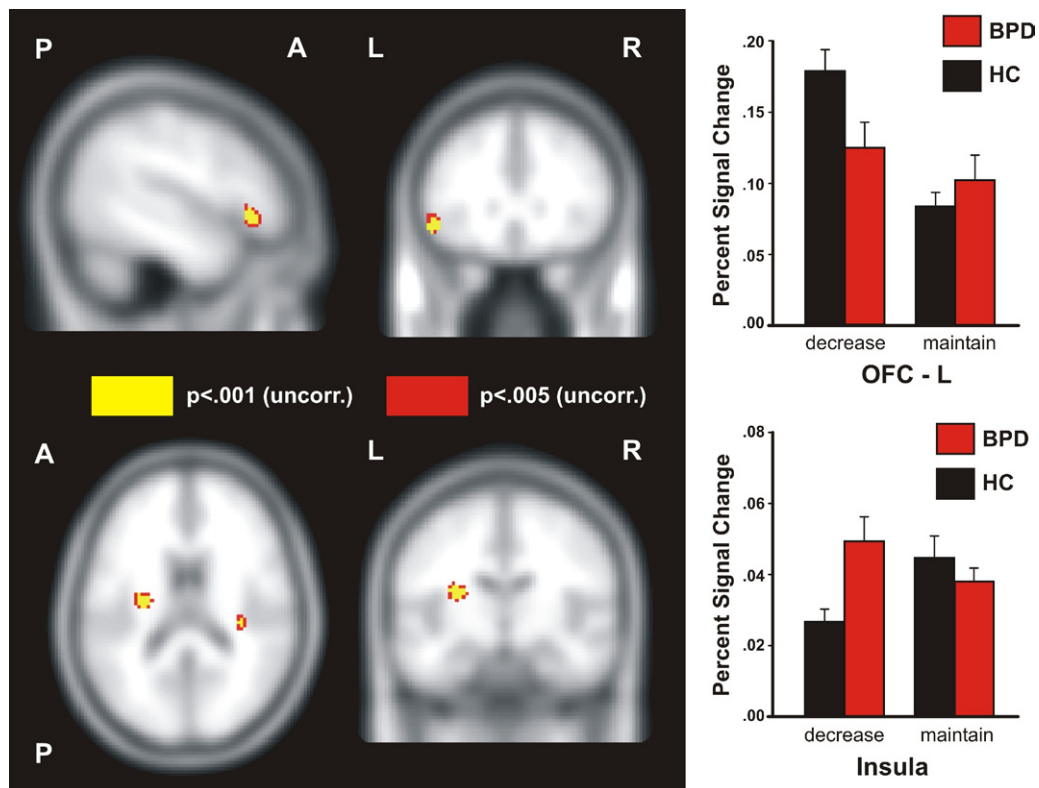 P A L R
p<.001 (uncorr.) p<.005 (uncorr.)
A L R
P
BPD
HC
Percent Signal Change
.20
.15
.10
.05
.00
decrease maintain
OFC - L
BPD
HC
Percent Signal Change
.08
.06
.04
.02
.00
decrease maintain
Insula